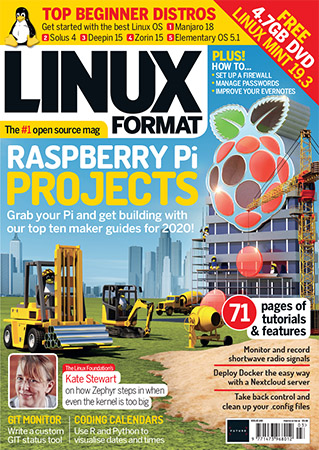 TOP BEGINNER DISTROS
Get started with the best Linux OS 1 Manjaro 18
2 Solus 4 3 Deepin 15 4 Zorin 15 5 Elementary OS 5.1
FREE
4.7GB DVD
LINUX MINT 19.3
LINUX
FORMAT
The #1 open source mag
PLUS!
HOW TO...
• SET UP A FIREWALL
• MANAGE PASSWORDS
• IMPROVE YOUR EVERNOTES
RASPBERRY Pi
PROJECTS
Grab your Pi and get building with
our top ten maker guides for 2020!
71 pages of
tutorials
& features
Monitor and record
shortwave radio signals
Deploy Docker the easy way
with a Nextcloud server
Take back control and
clean up your .config files
The Linux Foundation's
Kate Stewart
on how Zephyr steps in when
even the kernel is too big
GIT MONITOR
Write a custom
GIT status tool
CODING CALENDARS
Use R and Python to
visualise dates and times
FUTURE
9 771473 968012